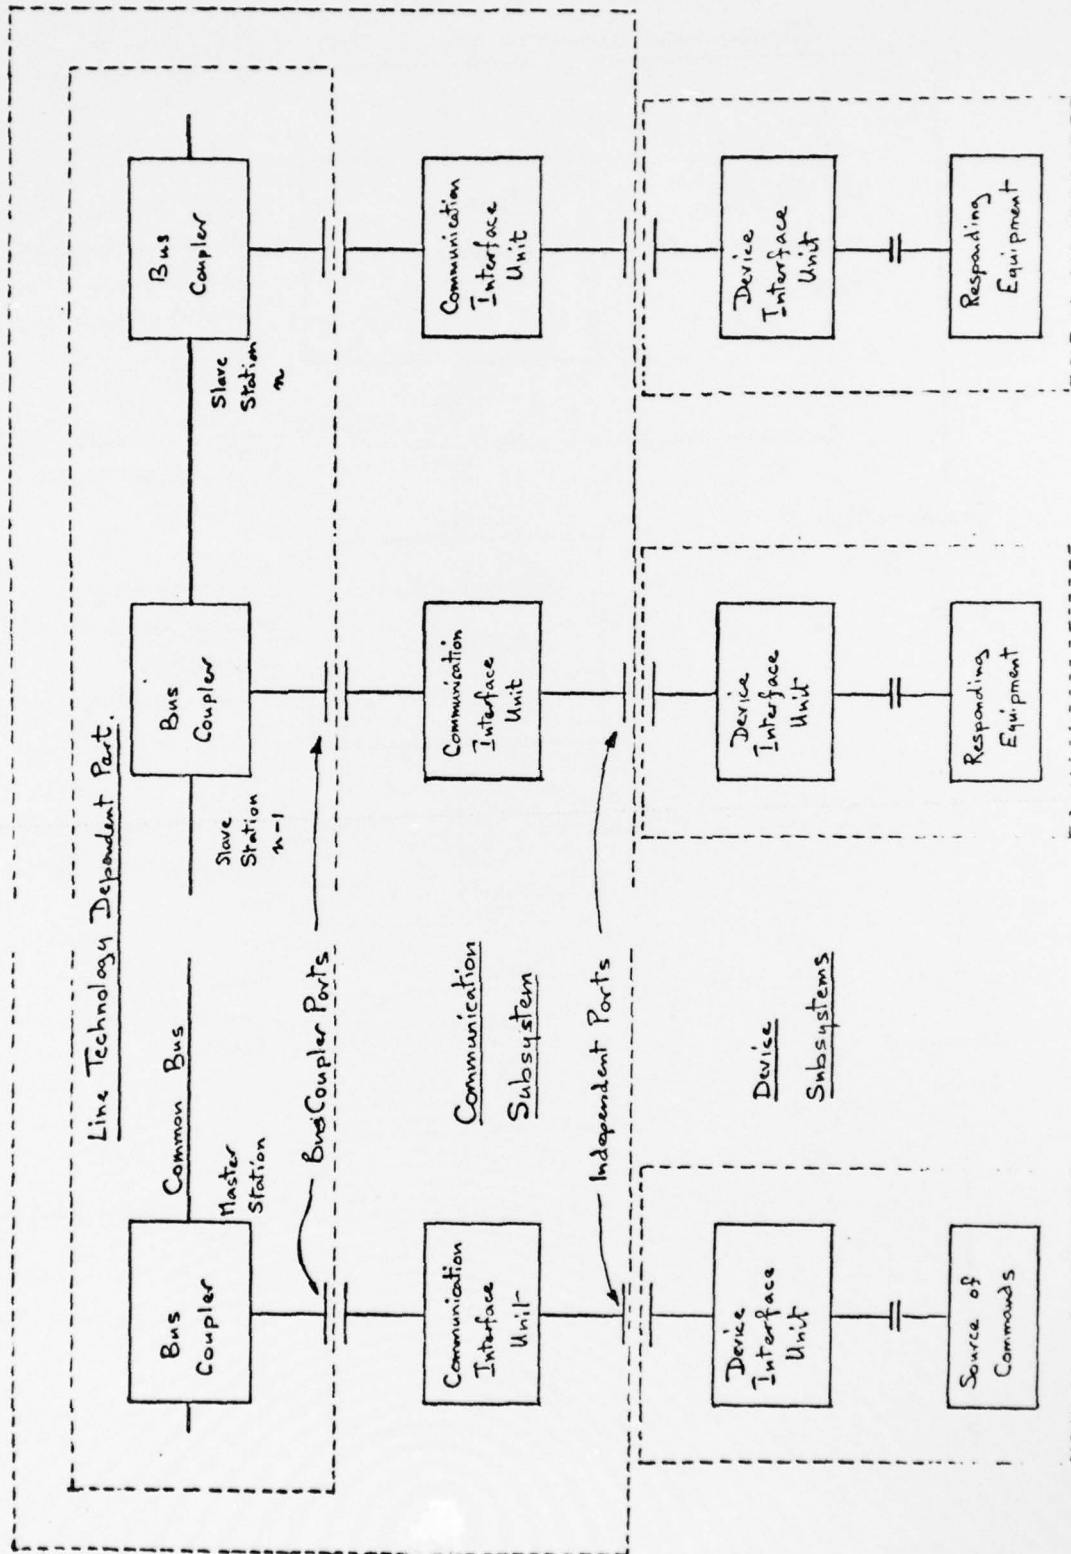 Line Technology Dependent Part.
Bus
Coupler
Common Bus
Master
Station
Bus
Coupler
Slave
Station
n-1
Bus
Coupler
Slave
Station
n
Bus Coupler Ports
Communication
Interface
Unit
Communication
Subsystem
Communication
Interface
Unit
Communication
Interface
Unit
Independent Ports
Device
Interface
Unit
Device
Subsystems
Device
Interface
Unit
Device
Interface
Unit
Source of
Commands
Responding
Equipment
Responding
Equipment